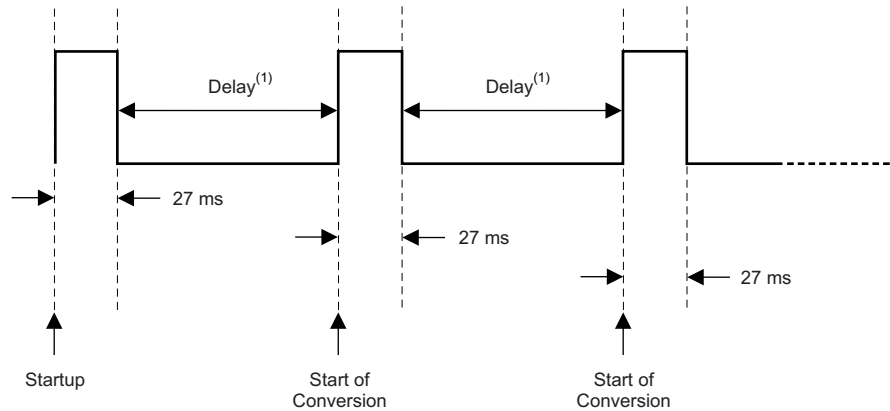 Delay(1)
Delay(1)
27 ms
27 ms
27 ms
Startup
Start of
Conversion
Start of
Conversion